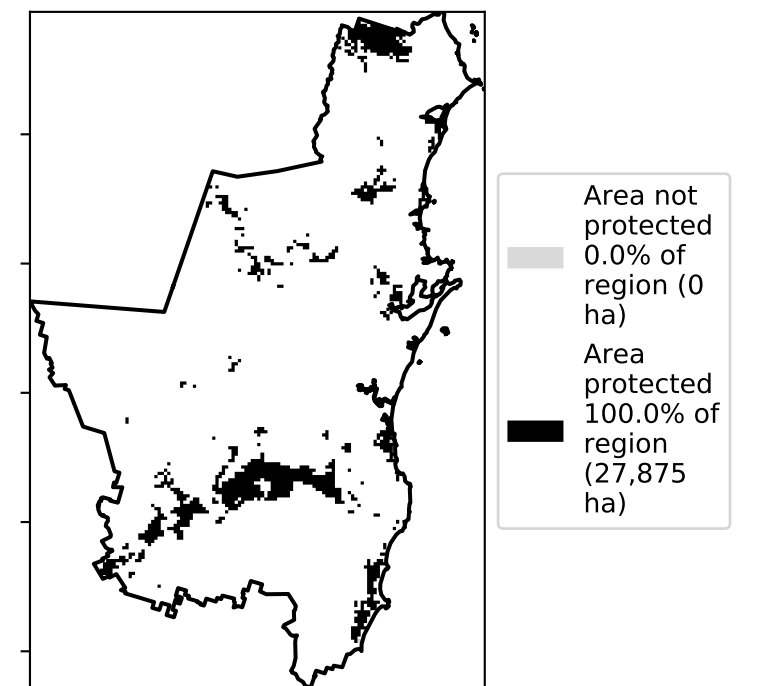 Area not
protected
0.0% of
region (0
ha)
Area
protected
100.0% of
region
(27,875
ha)